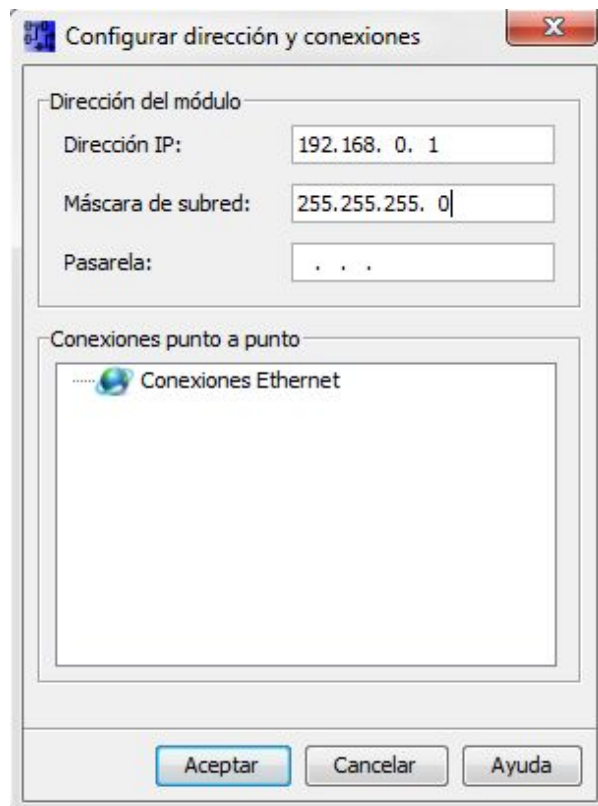 Configurar dirección y conexiones
Dirección del módulo
Dirección IP: 192.168. 0. 1
Máscara de subred: 255.255.255. 0
Pasarela: . . .
Conexiones punto a punto
Conexiones Ethernet
Aceptar Cancelar Ayuda